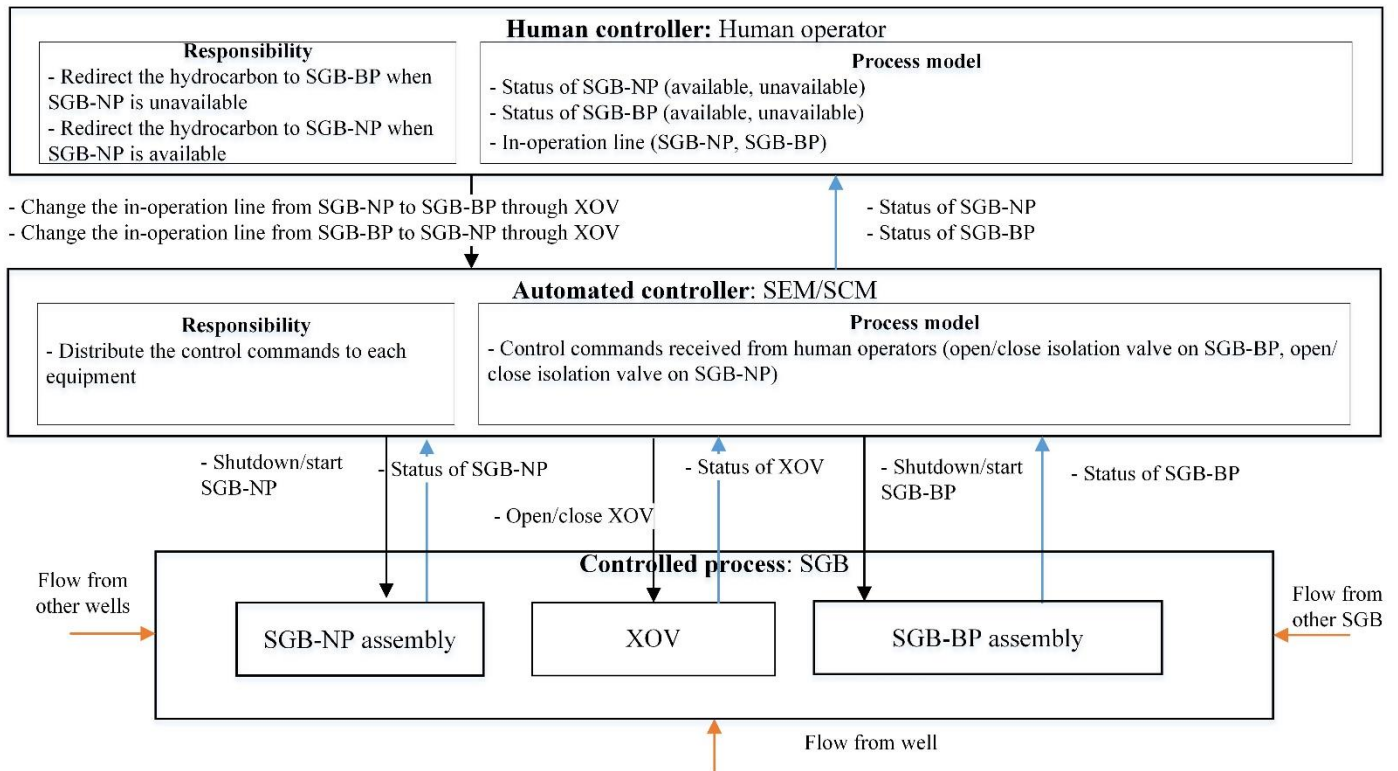 Human controller: Human operator
Responsibility
- Redirect the hydrocarbon to SGB-BP when
SGB-NP is unavailable
- Redirect the hydrocarbon to SGB-NP when
SGB-NP is available
Process model
- Status of SGB-NP (available, unavailable)
- Status of SGB-BP (available, unavailable)
- In-operation line (SGB-NP, SGB-BP)
- Change the in-operation line from SGB-NP to SGB-BP through XOV
- Change the in-operation line from SGB-BP to SGB-NP through XOV
- Status of SGB-NP
- Status of SGB-BP
Automated controller: SEM/SCM
Responsibility
- Distribute the control commands to each
equipment
Process model
- Control commands received from human operators (open/close isolation valve on SGB-BP, open/
close isolation valve on SGB-NP)
- Shutdown/start
SGB-NP
- Status of SGB-NP
- Open/close XOV
- Status of XOV
- Shutdown/start
SGB-BP
- Status of SGB-BP
Controlled process: SGB
Flow from
other wells
SGB-NP assembly
XOV
SGB-BP assembly
Flow from
other SGB
Flow from well